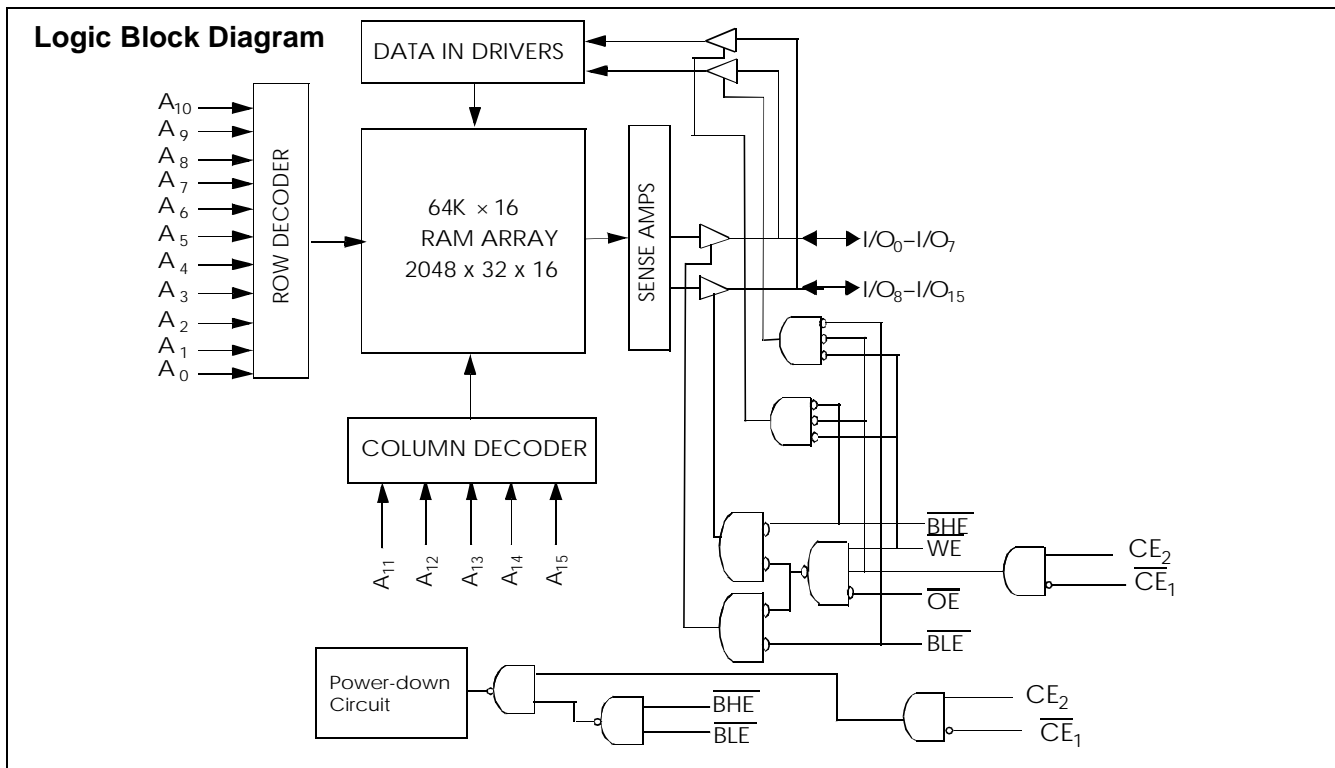 Logic Block Diagram
DATA IN DRIVERS
A10
A9
A8
A7
A6
A5
A4
A3
A2
A1
A0
ROW DECODER
64K × 16
RAM ARRAY
2048 x 32 x 16
SENSE AMPS
I/O0–I/O7
I/O8–I/O15
COLUMN DECODER
A11
A12
A13
A14
A15
BHE
WE
CE2
CE1
OE
BLE
Power-down
Circuit
BHE
BLE
CE2
CE1